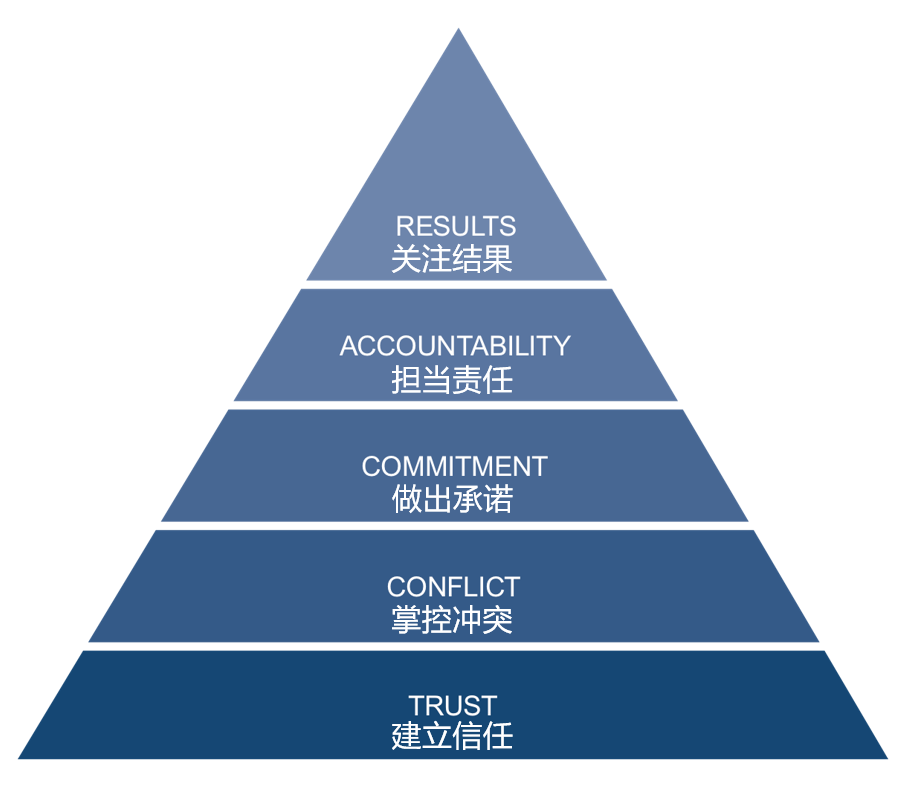 RESULTS
关注结果
ACCOUNTABILITY
担当责任
COMMITMENT
做出承诺
CONFLICT
掌控冲突
TRUST
建立信任